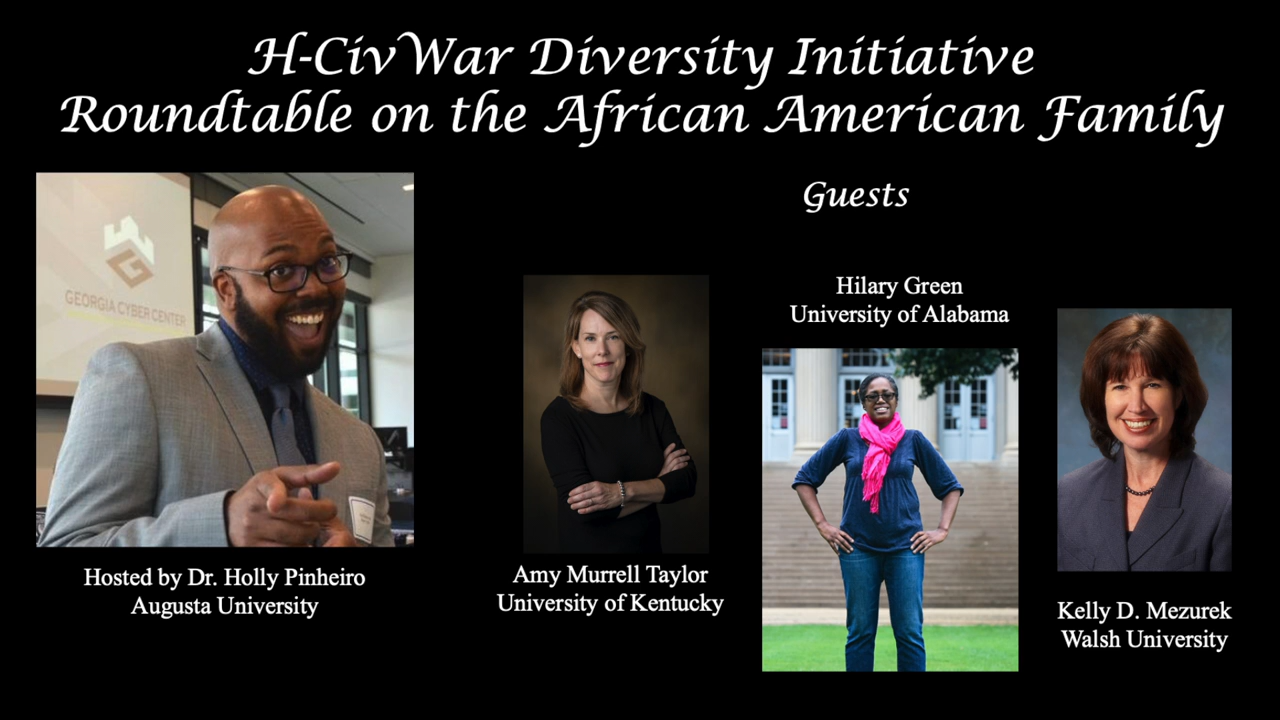 H-CivWar Diversity Initiative
Roundtable on the African American Family
Guests
GEORGIA CYBER CENTER
Hosted by Dr. Holly Pinheiro
Augusta University
Amy Murrell Taylor
University of Kentucky
Hilary Green
University of Alabama
Kelly D. Mezurek
Walsh University